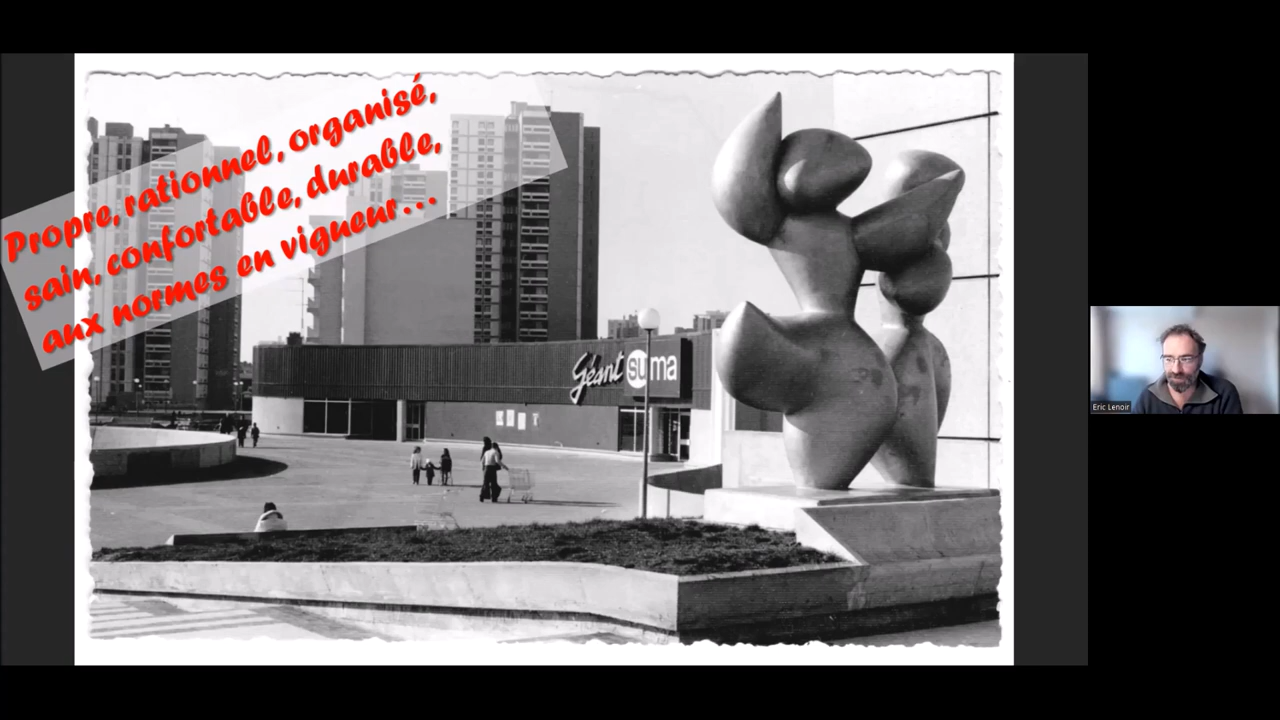 Propre, rationnel, organisé,
sain, confortable, durable,
aux normes en vigueur...
Géant suma
Eric Lenoir